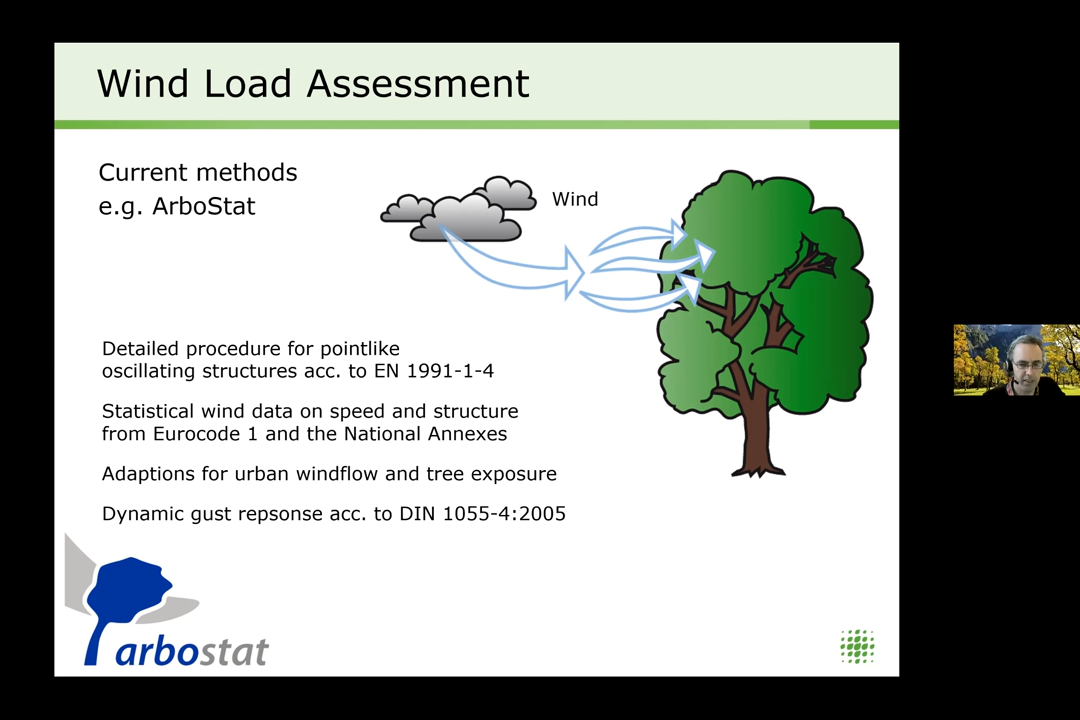 Wind Load Assessment
Current methods
e.g. ArboStat
Wind
Detailed procedure for pointlike
oscillating structures acc. to EN 1991-1-4
Statistical wind data on speed and structure
from Eurocode 1 and the National Annexes
Adaptions for urban windflow and tree exposure
Dynamic gust repsonse acc. to DIN 1055-4:2005
arbostat